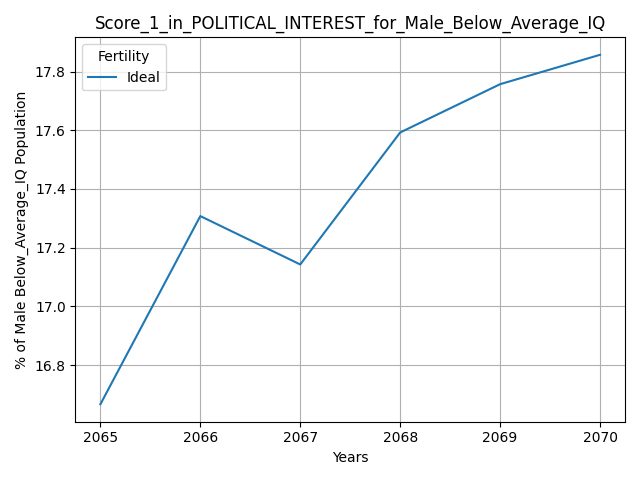 Score_1_in_POLITICAL_INTEREST_for_Male_Below_Average_IQ
Fertility
Ideal
% of Male Below_Average_IQ Population
17.8
17.6
17.4
17.2
17.0
16.8
2065 2066 2067 2068 2069 2070
Years